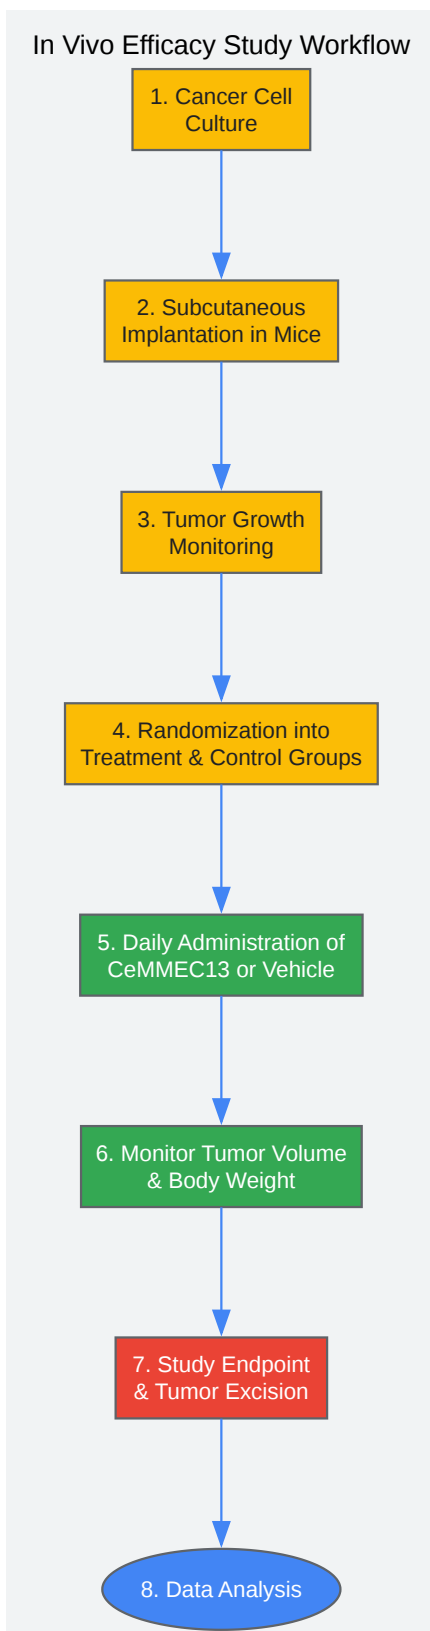 In Vivo Efficacy Study Workflow
1. Cancer Cell
Culture
2. Subcutaneous
Implantation in Mice
3. Tumor Growth
Monitoring
4. Randomization into
Treatment & Control Groups
5. Daily Administration of
CeMMEC13 or Vehicle
6. Monitor Tumor Volume
& Body Weight
7. Study Endpoint
& Tumor Excision
8. Data Analysis